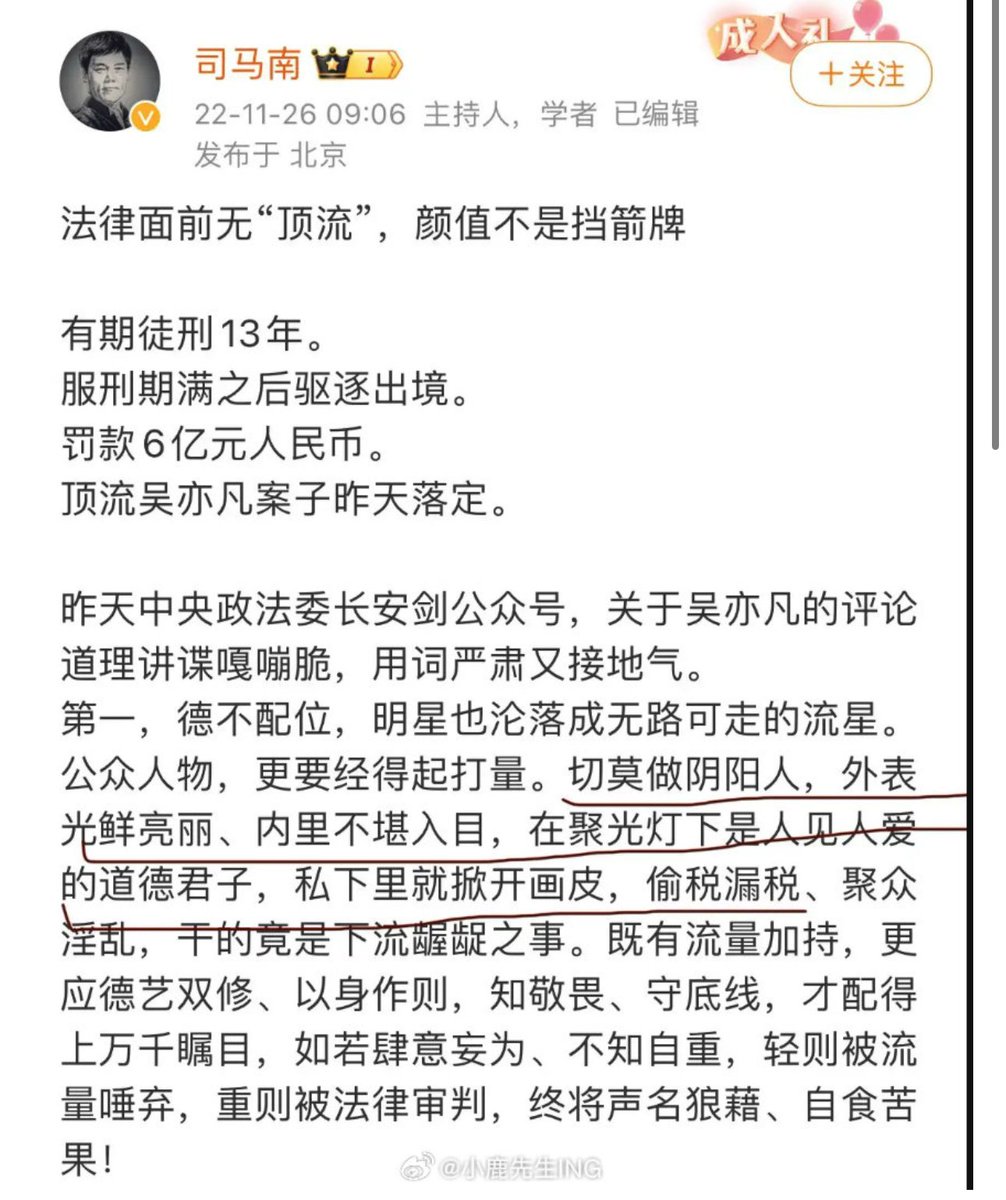 成人礼
司马南 I
＋关注
22-11-26 09:06 主持人，学者 已编辑
发布于 北京
法律面前无“顶流”，颜值不是挡箭牌
有期徒刑13年。
服刑期满之后驱逐出境。
罚款6亿元人民币。
顶流吴亦凡案子昨天落定。
昨天中央政法委长安剑公众号，关于吴亦凡的评论
道理讲谍嘎嘣脆，用词严肃又接地气。
第一，德不配位，明星也沦落成无路可走的流星。
公众人物，更要经得起打量。切莫做阴阳人，外表
光鲜亮丽、内里不堪入目，在聚光灯下是人见人爱
的道德君子，私下里就掀开画皮，偷税漏税、聚众
淫乱，干的竟是下流龌龊之事。既有流量加持，更
应德艺双修、以身作则，知敬畏、守底线，才配得
上万千瞩目，如若肆意妄为、不知自重，轻则被流
量唾弃，重则被法律审判，终将声名狼藉、自食苦
果！
@小鹿先生ING